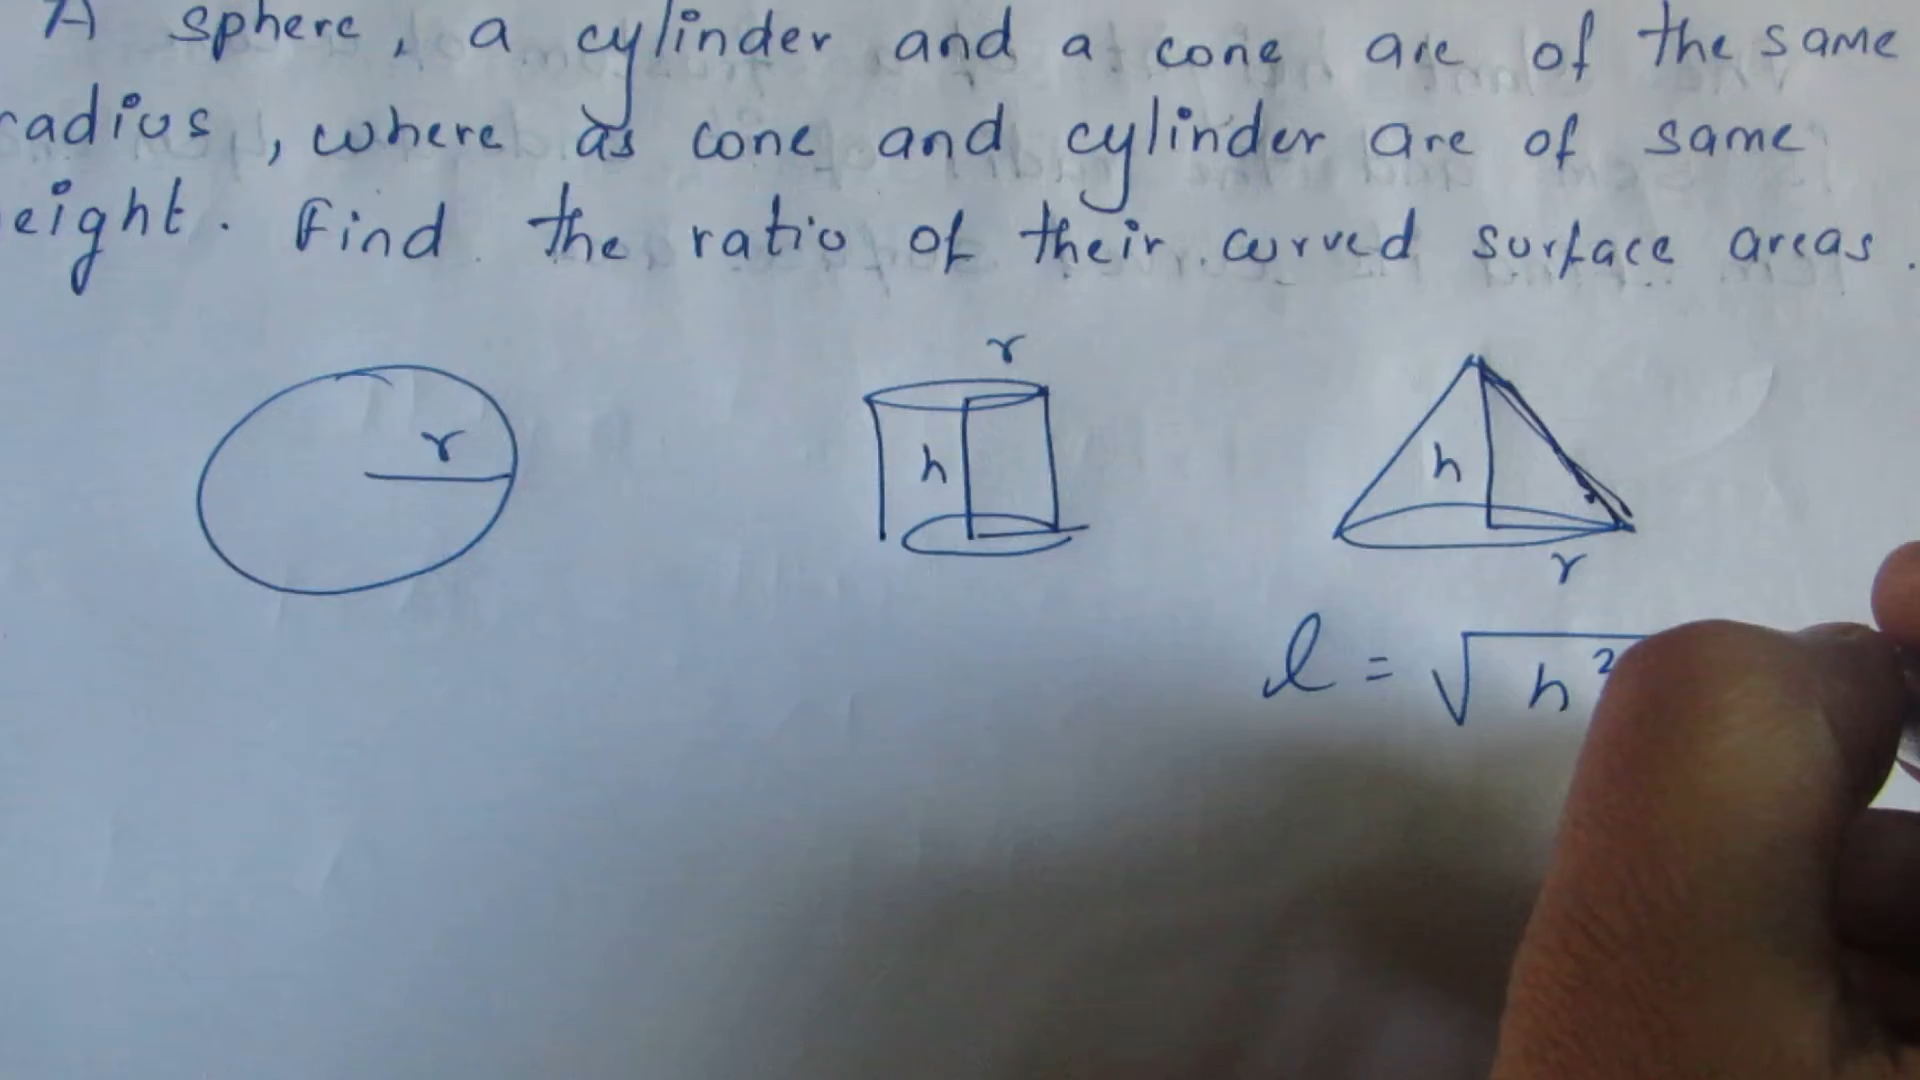 A sphere, a cylinder and a cone are of the same
radius, where as cone and cylinder are of same
eight. Find the ratio of their curved surface areas.
r
r
h
h
r
l = √h²